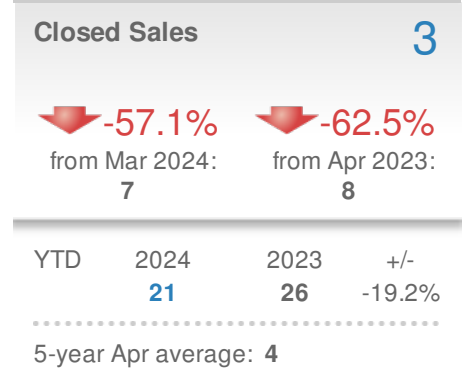 Closed Sales 3
-57.1% -62.5%
from Mar 2024: from Apr 2023:
7 8
YTD 2024 2023 +/-
21 26 -19.2%
5-year Apr average: 4